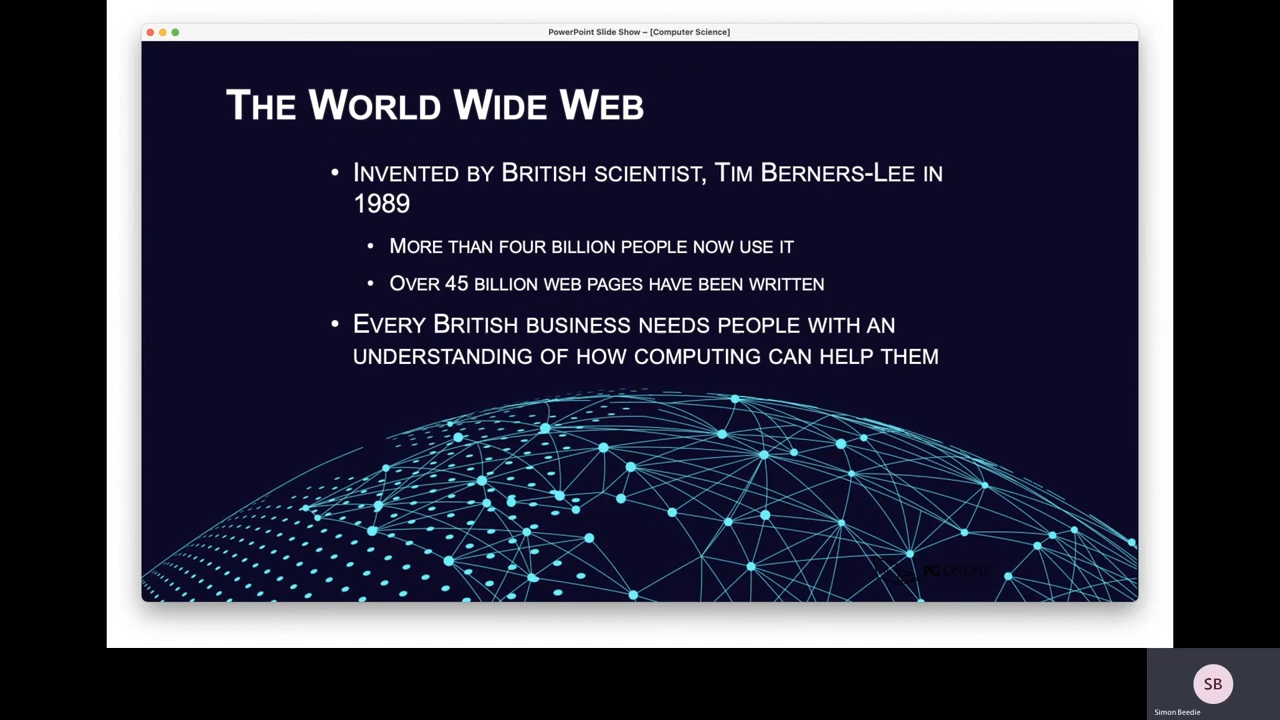 PowerPoint Slide Show – [Computer Science]
The World Wide Web
• Invented by British scientist, Tim Berners-Lee in
1989
• More than four billion people now use it
• Over 45 billion web pages have been written
• Every British business needs people with an
understanding of how computing can help them
PG ONLINE
SB
Simon Beedie